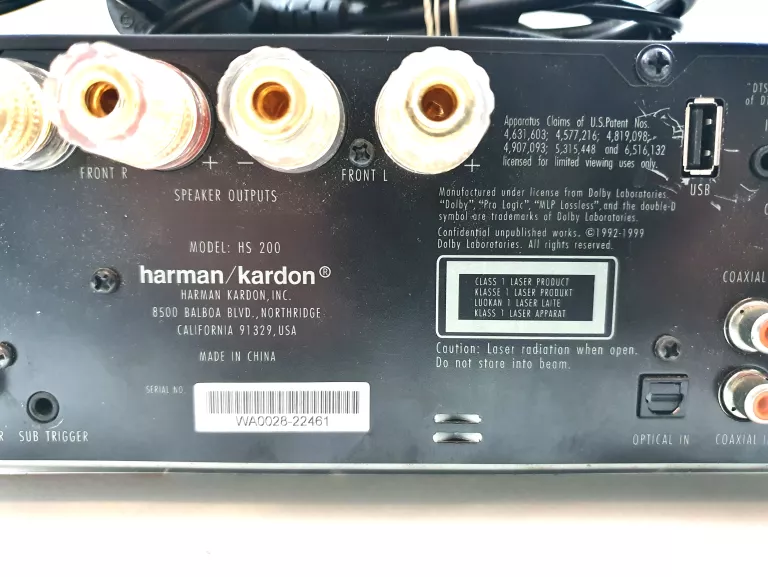 "DTS
of DT
Apparatus Claims of U.S.Patent Nos.
4,631,603; 4,577,216; 4,819,098;
4,907,093; 5,315,448 and 6,516,132
licensed for limited viewing uses only.
FRONT R
+
−
FRONT L
+
USB
SPEAKER OUTPUTS
Manufactured under license from Dolby Laboratories.
"Dolby", "Pro Logic", "MLP Lossless", and the double-D
symbol are trademarks of Dolby Laboratories.
Confidential unpublished works. ©1992-1999
Dolby Laboratories. All rights reserved.
MODEL: HS 200
harman/kardon®
HARMAN KARDON,INC.
8500 BALBOA BLVD.,NORTHRIDGE
CALIFORNIA 91329,USA
MADE IN CHINA
CLASS 1 LASER PRODUCT
KLASSE 1 LASER PRODUKT
LUOKAN 1 LASER LAITE
KLASS 1 LASER APPARAT
Caution: Laser radiation when open.
Do not stare into beam.
COAXIAL
SERIAL NO.
WA0028-22461
R
SUB TRIGGER
OPTICAL IN
COAXIAL I